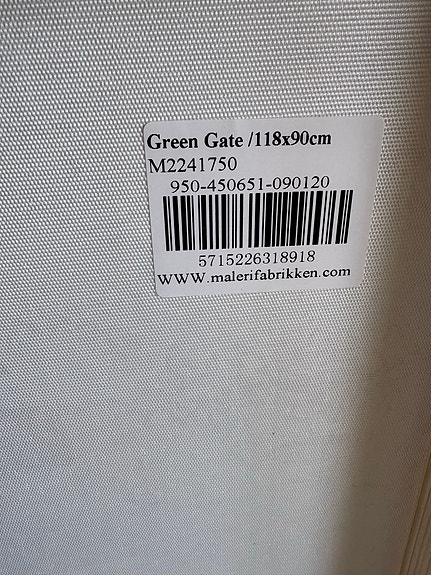 Green Gate /118x90cm
M2241750
950-450651-090120
5715226318918
WWW.malerifabrikken.com